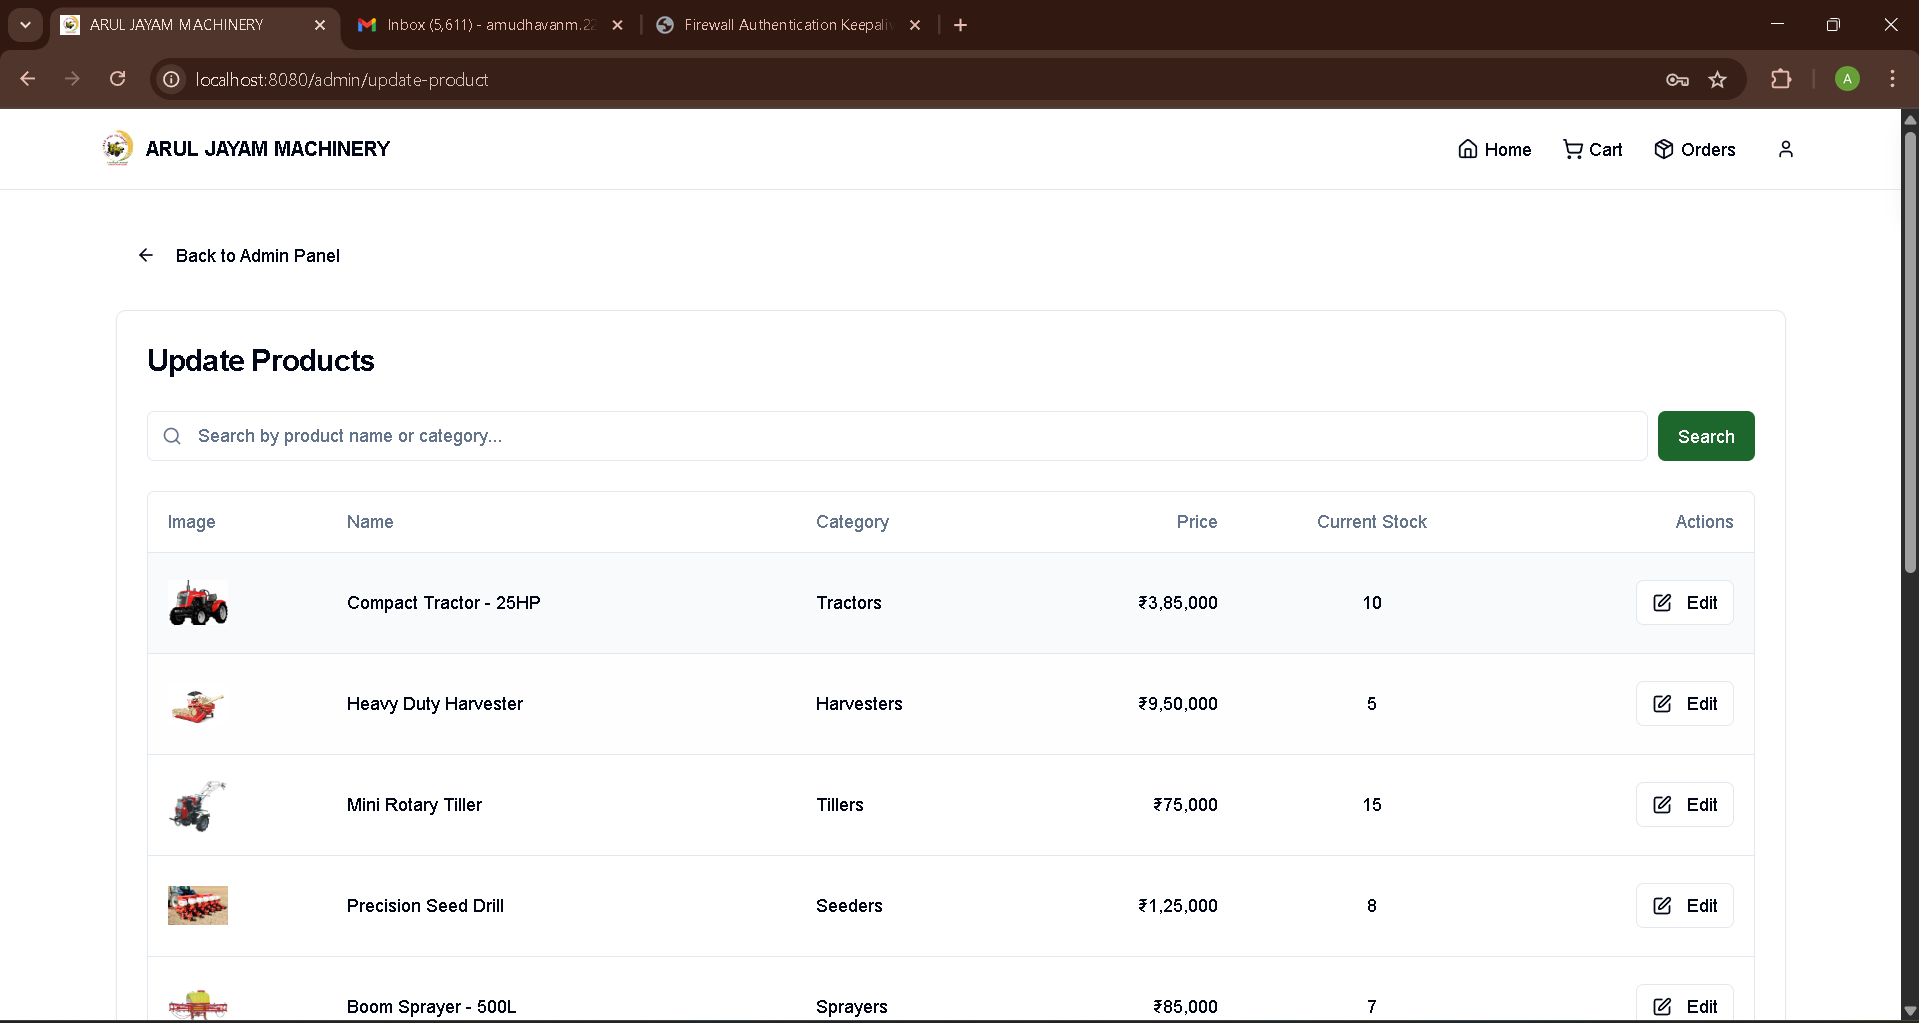 ARUL JAYAM MACHINERY
Inbox (5,611) - amudhavanm.22
Firewall Authentication Keepaliv
localhost:8080/admin/update-product
A
ARUL JAYAM MACHINERY
Home
Cart
Orders
Back to Admin Panel
Update Products
Search by product name or category...
Search
Image Name Category Price Current Stock Actions
Compact Tractor - 25HP Tractors ₹3,85,000 10 Edit
Heavy Duty Harvester Harvesters ₹9,50,000 5 Edit
Mini Rotary Tiller Tillers ₹75,000 15 Edit
Precision Seed Drill Seeders ₹1,25,000 8 Edit
Boom Sprayer - 500L Sprayers ₹85,000 7 Edit